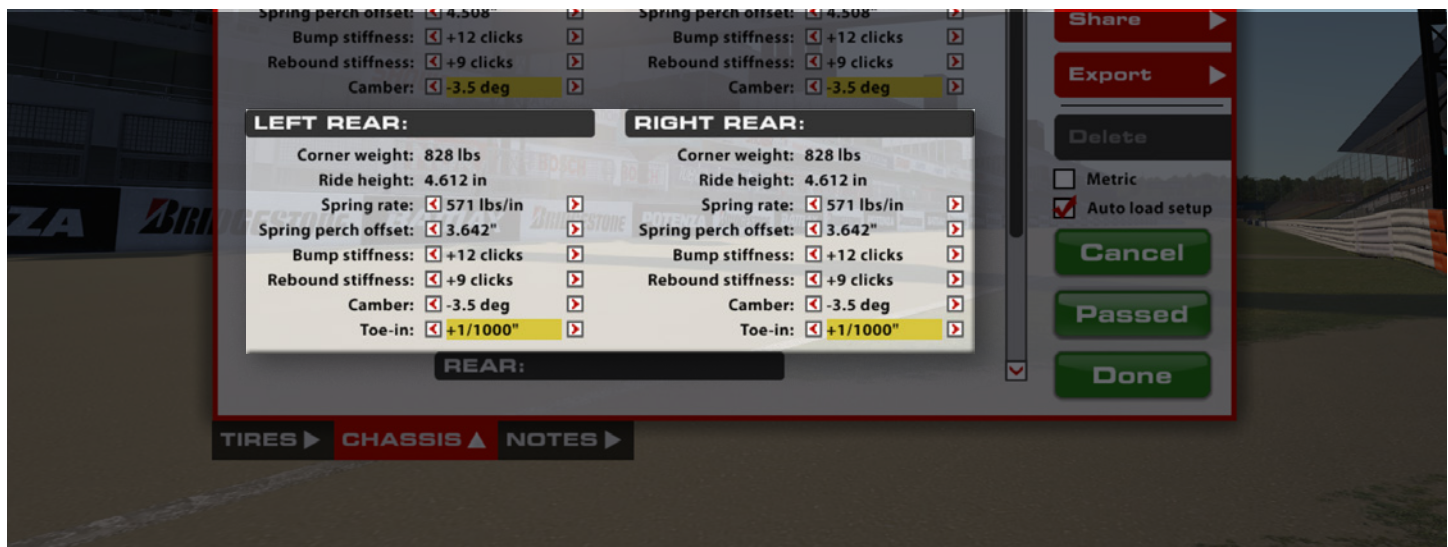 Spring perch offset: 4.508" Spring perch offset: 4.508"
Bump stiffness: +12 clicks Bump stiffness: +12 clicks
Rebound stiffness: +9 clicks Rebound stiffness: +9 clicks
Camber: -3.5 deg Camber: -3.5 deg
LEFT REAR: RIGHT REAR:
Corner weight: 828 lbs Corner weight: 828 lbs
Ride height: 4.612 in Ride height: 4.612 in
Spring rate: 571 lbs/in Spring rate: 571 lbs/in
Spring perch offset: 3.642" Spring perch offset: 3.642"
Bump stiffness: +12 clicks Bump stiffness: +12 clicks
Rebound stiffness: +9 clicks Rebound stiffness: +9 clicks
Camber: -3.5 deg Camber: -3.5 deg
Toe-in: +1/1000" Toe-in: +1/1000"
REAR:
Share
Export
Delete
Metric
Auto load setup
Cancel
Passed
Done
TIRES CHASSIS NOTES
ZA BRIDGESTONE POTENZA